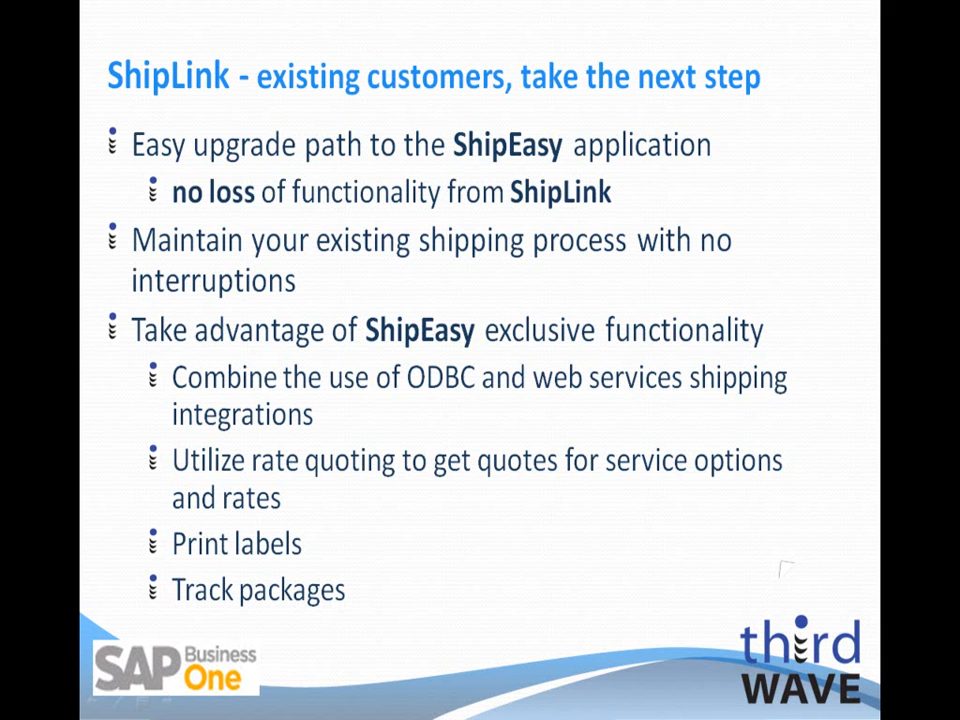 ShipLink - existing customers, take the next step
Easy upgrade path to the ShipEasy application
no loss of functionality from ShipLink
Maintain your existing shipping process with no
interruptions
Take advantage of ShipEasy exclusive functionality
Combine the use of ODBC and web services shipping
integrations
Utilize rate quoting to get quotes for service options
and rates
Print labels
Track packages
SAP Business One
third
WAVE